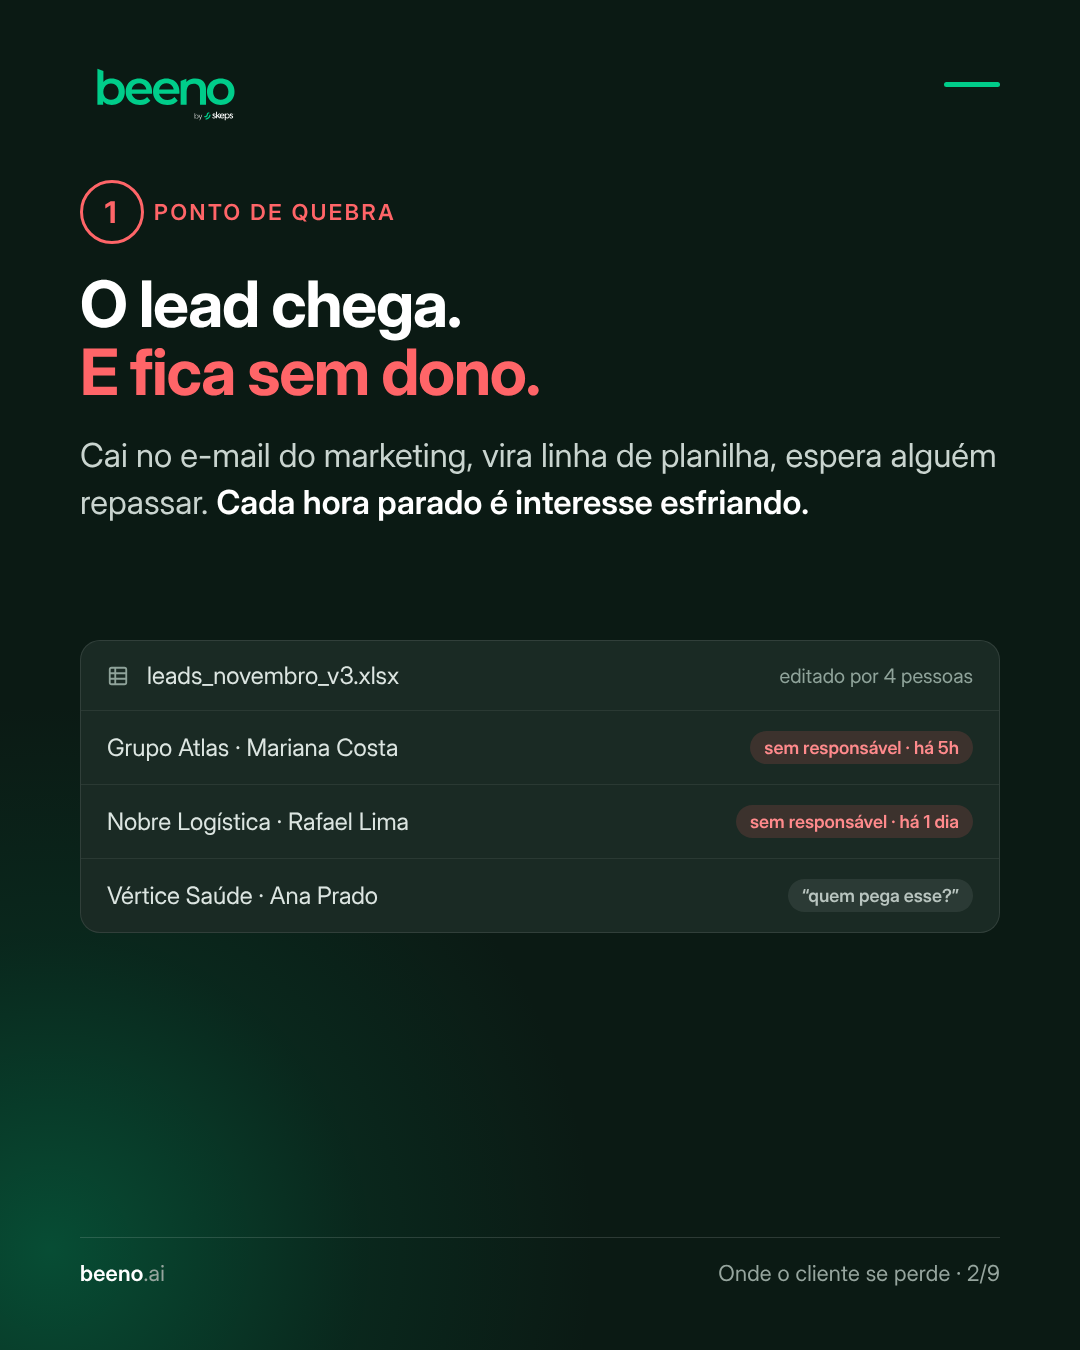 beeno
by skeps
1 PONTO DE QUEBRA
O lead chega.
E fica sem dono.
Cai no e-mail do marketing, vira linha de planilha, espera alguém
repassar. Cada hora parado é interesse esfriando.
leads_novembro_v3.xlsx editado por 4 pessoas
Grupo Atlas · Mariana Costa sem responsável · há 5h
Nobre Logística · Rafael Lima sem responsável · há 1 dia
Vértice Saúde · Ana Prado “quem pega esse?”
beeno.ai Onde o cliente se perde · 2/9